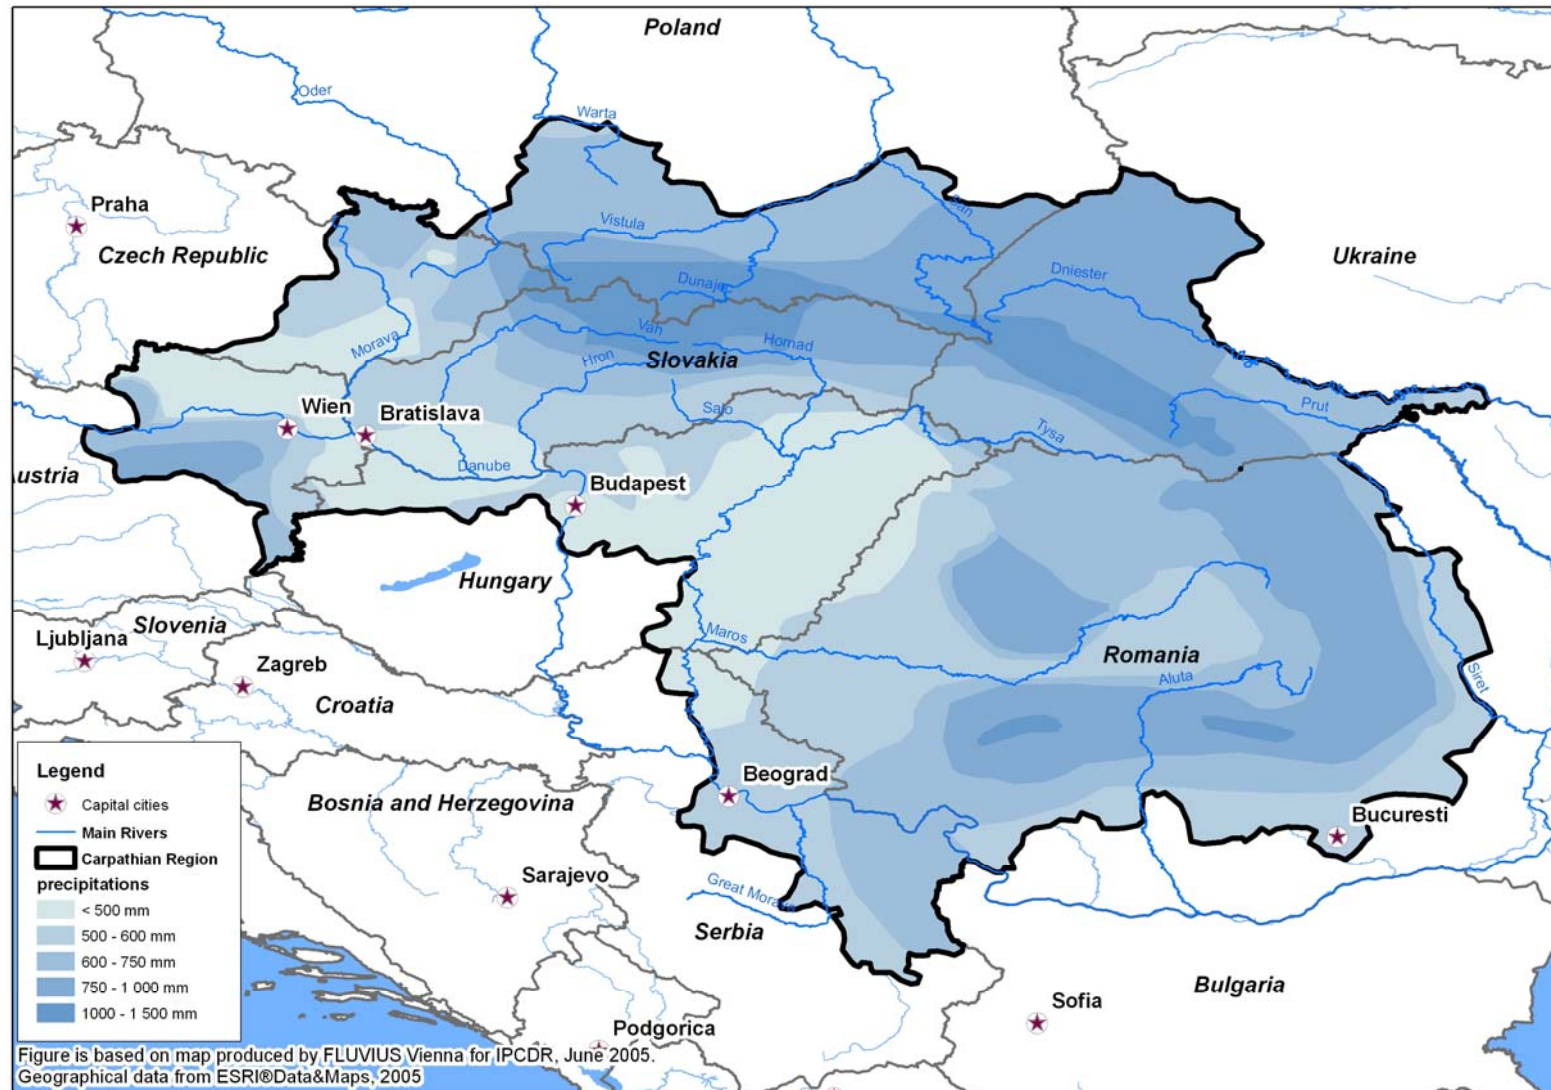 Poland
Oder
Warta
Praha
Czech Republic
San
Vistula
Ukraine
Dniester
Dunajec
Morava
Vah
Hornad
Hron
Slovakia
Wien
Bratislava
Prut
Salo
Tysa
Danube
ustria
Budapest
Hungary
Slovenia
Ljubljana
Maros
Zagreb
Romania
Aluta
Siret
Croatia
Legend
Capital cities
Main Rivers
Carpathian Region
precipitations
< 500 mm
500 - 600 mm
600 - 750 mm
750 - 1 000 mm
1000 - 1 500 mm
Beograd
Bosnia and Herzegovina
Bucuresti
Sarajevo
Great Morava
Serbia
Bulgaria
Sofia
Podgorica
Figure is based on map produced by FLUVIUS Vienna for IPCDR, June 2005.
Geographical data from ESRI®Data&Maps, 2005